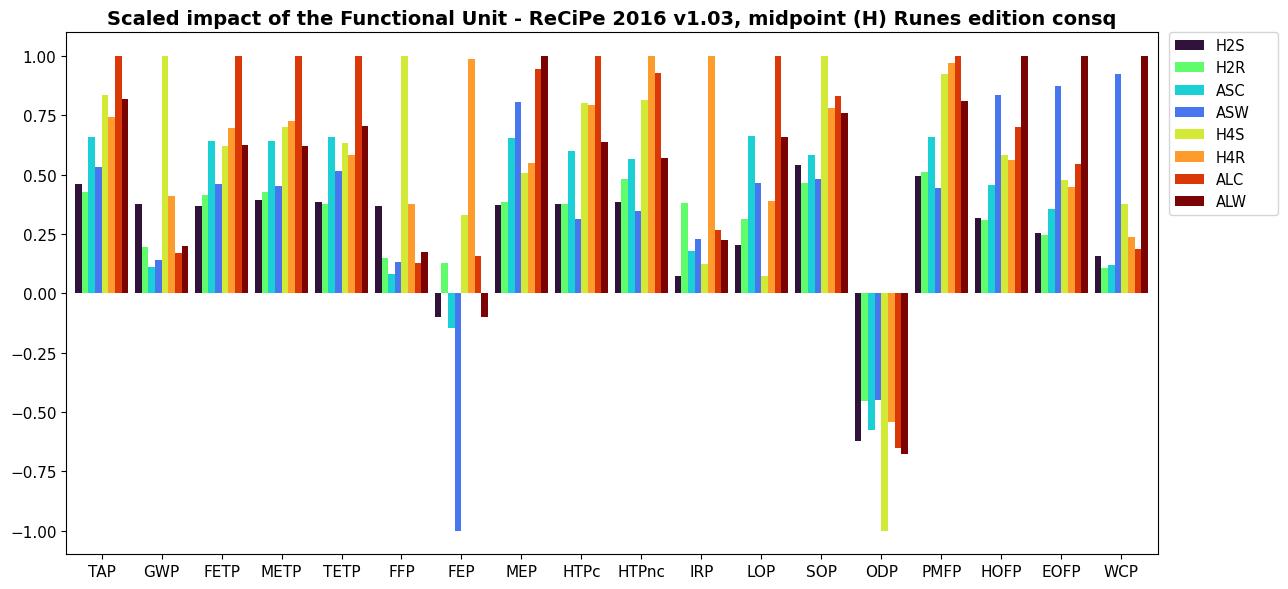 Scaled impact of the Functional Unit - ReCiPe 2016 v1.03, midpoint (H) Runes edition consq
H2S
H2R
ASC
ASW
H4S
H4R
ALC
ALW
1.00
0.75
0.50
0.25
0.00
−0.25
−0.50
−0.75
−1.00
TAP GWP FETP METP TETP FFP FEP MEP HTPc HTPnc IRP LOP SOP ODP PMFP HOFP EOFP WCP